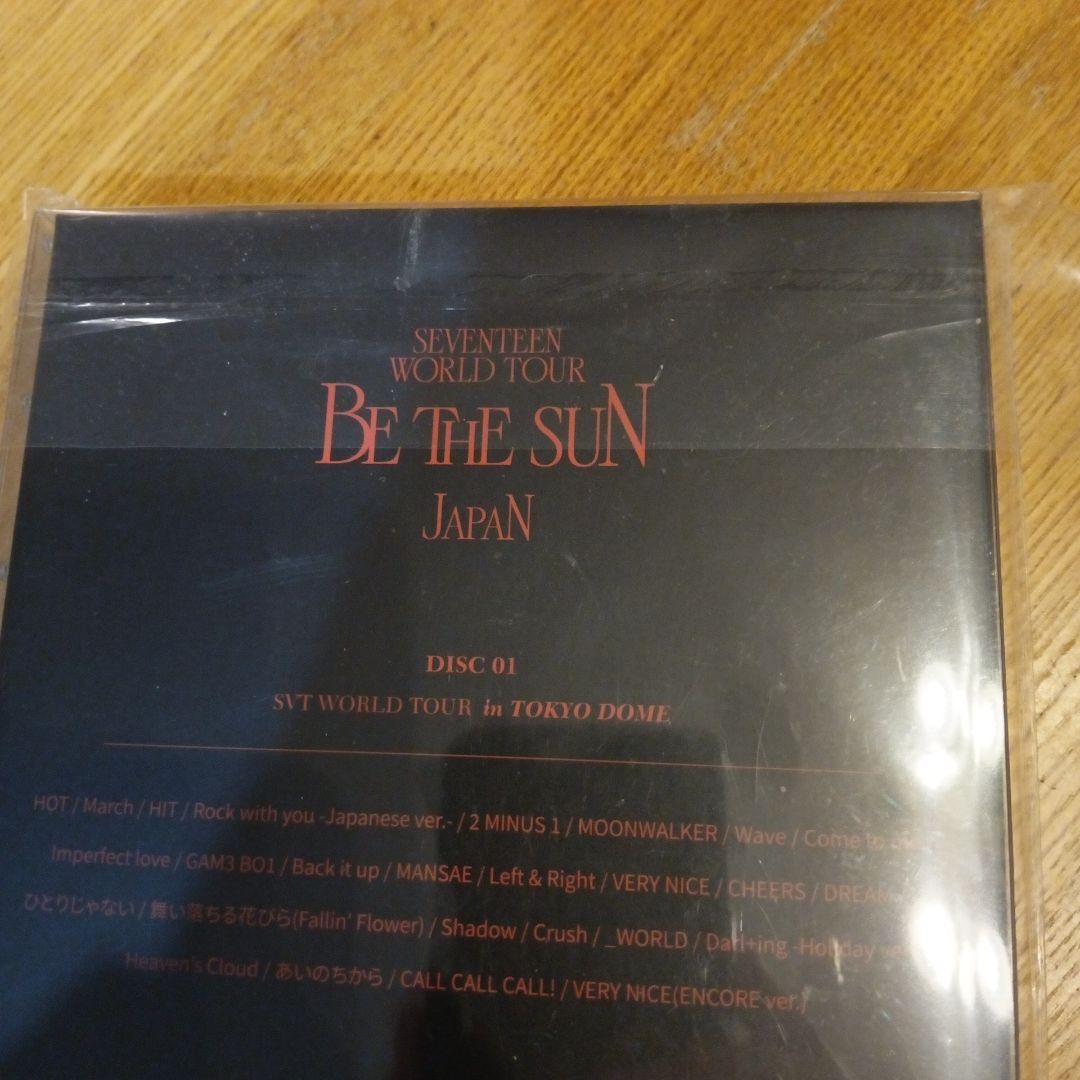 SEVENTEEN
WORLD TOUR
BE THE SUN
JAPAN
DISC 01
SVT WORLD TOUR in TOKYO DOME
HOT / March / HIT / Rock with you -Japanese ver.- / 2 MINUS 1 / MOONWALKER / Wave / Come to
Imperfect love / GAM3 BO1 / Back it up / MANSAE / Left & Right / VERY NICE / CHEERS / DREAM
ひとりじゃない / 舞い落ちる花びら(Fallin' Flower) / Shadow / Crush / _WORLD / Darl+ing -Holiday
Heaven's Cloud / あいのちから / CALL CALL CALL! / VERY NICE(ENCORE ver.)